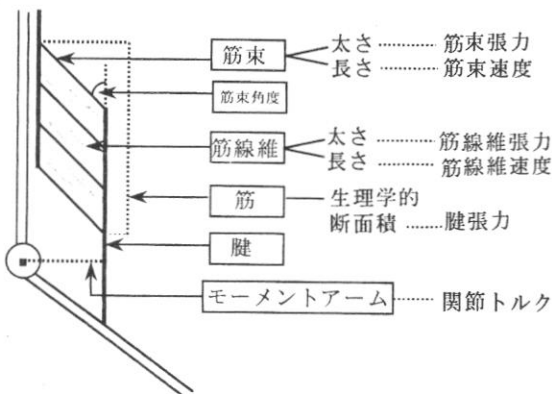 筋束
太さ ………… 筋束張力
長さ ………… 筋束速度
筋束角度
筋線維
太さ ………… 筋線維張力
長さ ………… 筋線維速度
筋
生理学的
断面積 …… 腱張力
腱
モーメントアーム …… 関節トルク